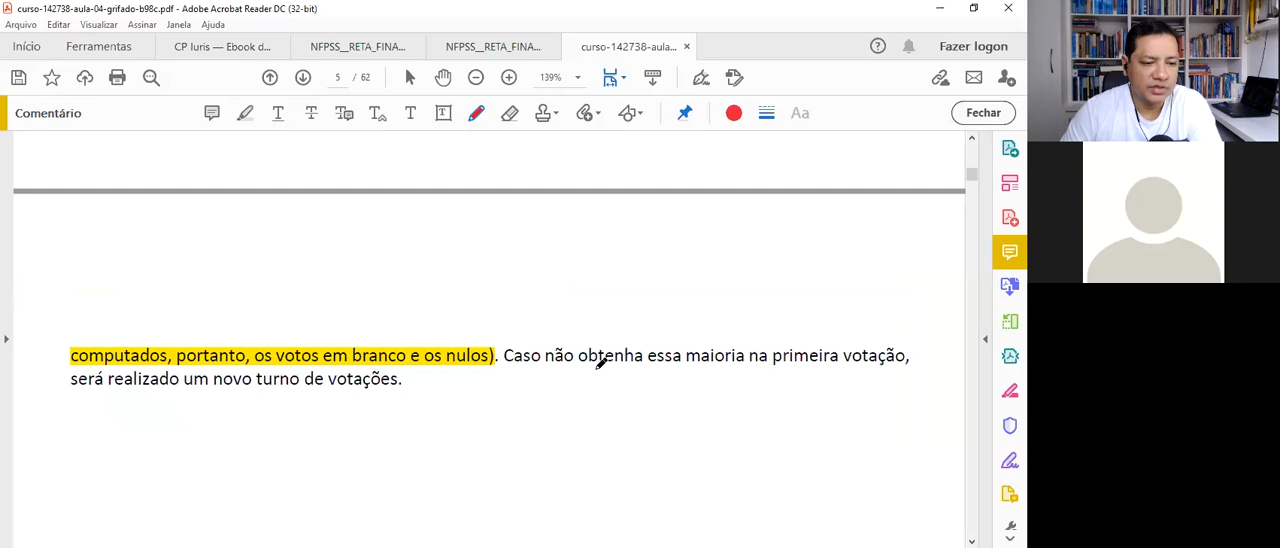 curso-142738-aula-04-grifado-b98c.pdf - Adobe Acrobat Reader DC (32-bit)
Arquivo Editar Visualizar Assinar Janela Ajuda
Início Ferramentas CP Iuris — Ebook d... NFPSS__RETA_FINA... NFPSS__RETA_FINA... curso-142738-aula... × Fazer logon
5 / 62 139%
Comentário Aa Fechar
computados, portanto, os votos em branco e os nulos). Caso não obtenha essa maioria na primeira votação,
será realizado um novo turno de votações.